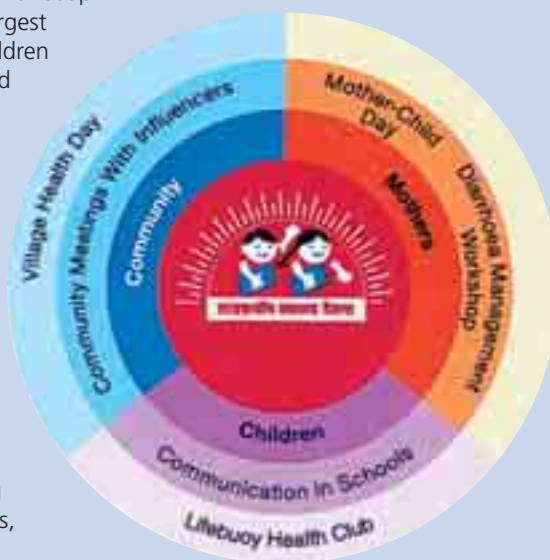 rgest
ldren
d
Village Health Day
Community Meetings With Influencers
Community
Mother-Child
Day
Mothers
Diarrhoea Management
Workshop
Children
Communication in Schools
Lifebuoy Health Club
s,